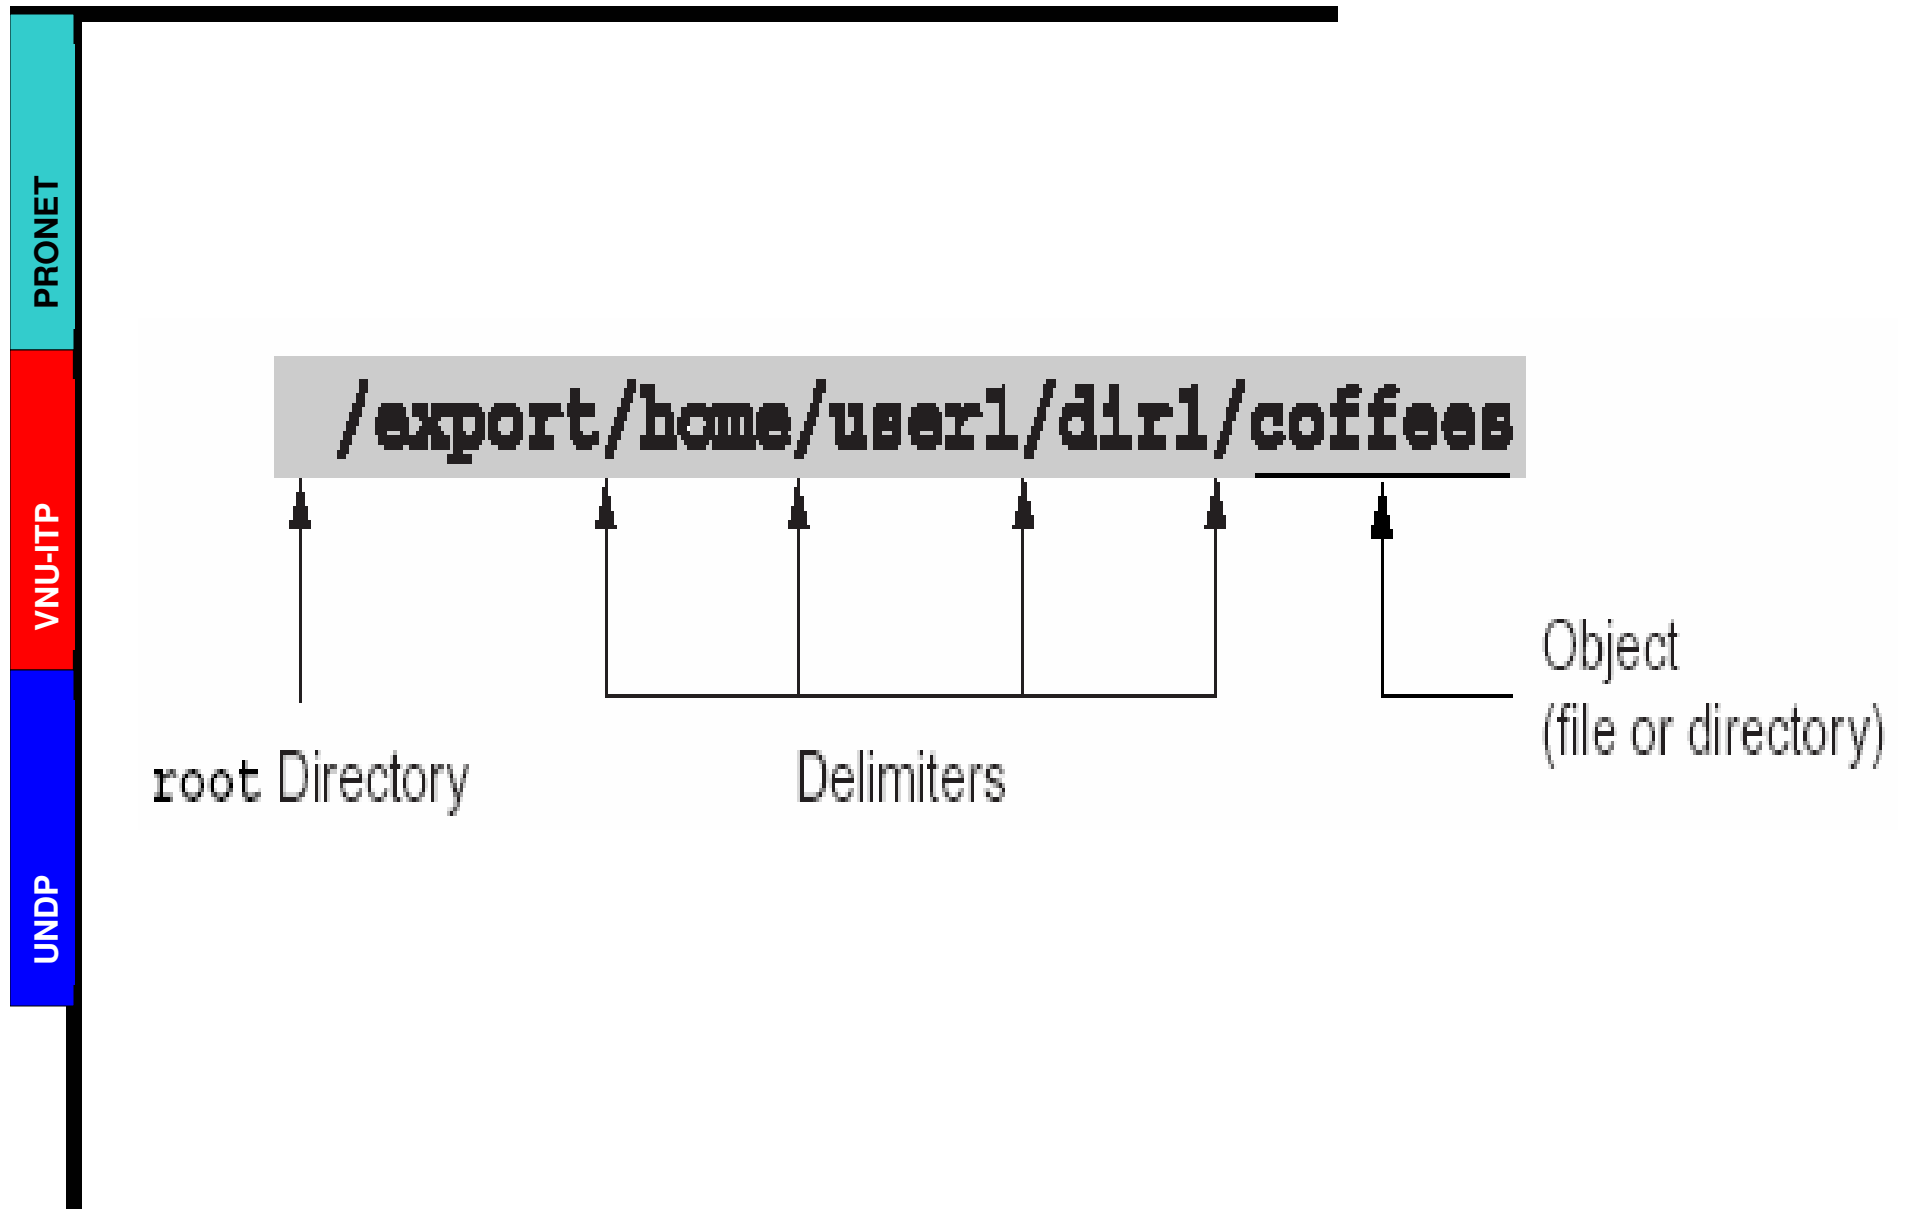 PRONET
VNU-ITP
UNDP
/export/home/user1/dir1/coffees
Object
(file or directory)
root Directory
Delimiters